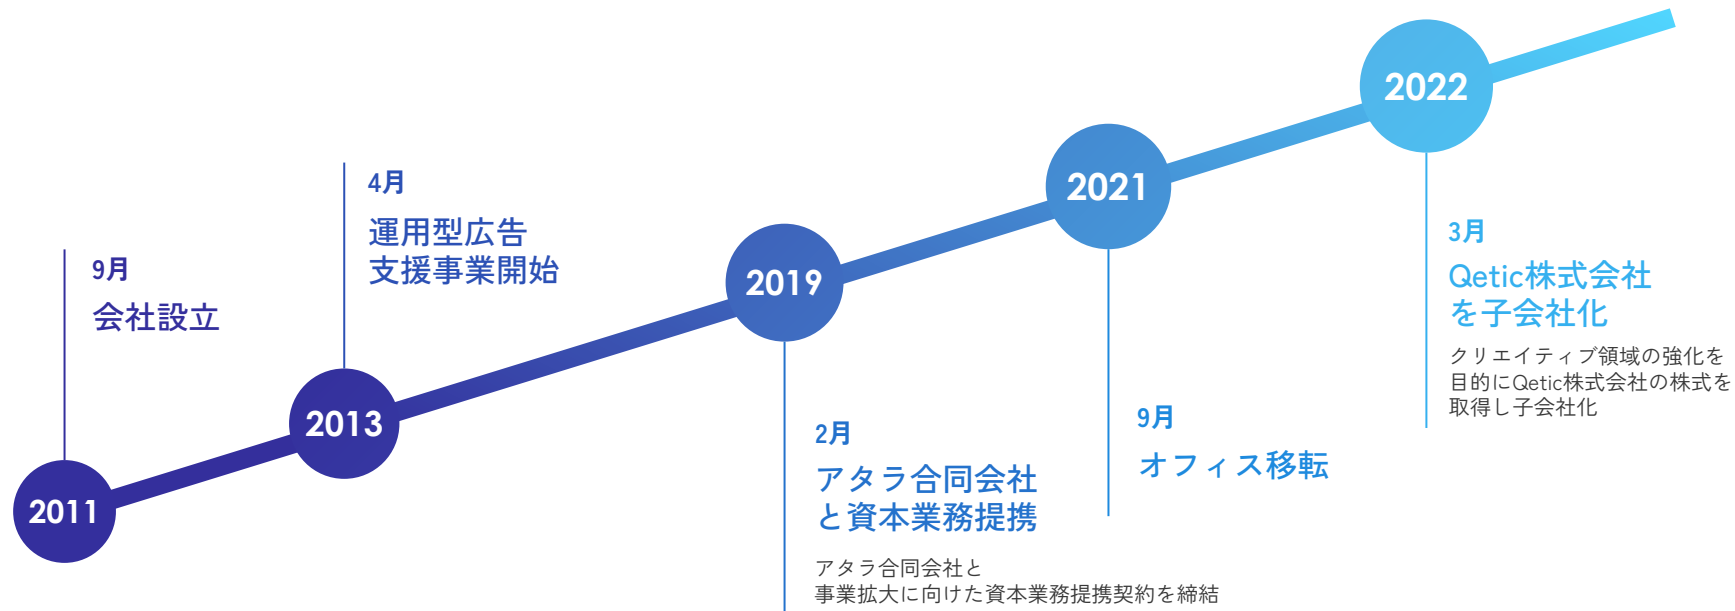 2011
9月
会社設立
2013
4月
運用型広告
支援事業開始
2019
2月
アタラ合同会社
と資本業務提携
アタラ合同会社と
事業拡大に向けた資本業務提携契約を締結
2021
9月
オフィス移転
2022
3月
Qetic株式会社
を子会社化
クリエイティブ領域の強化を
目的にQetic株式会社の株式を
取得し子会社化